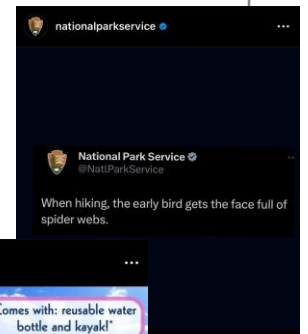 nationalparkservice
National Park Service
@NatlParkService
When hiking, the early bird gets the face full of
spider webs.
Comes with: reusable water
bottle and kayak!"